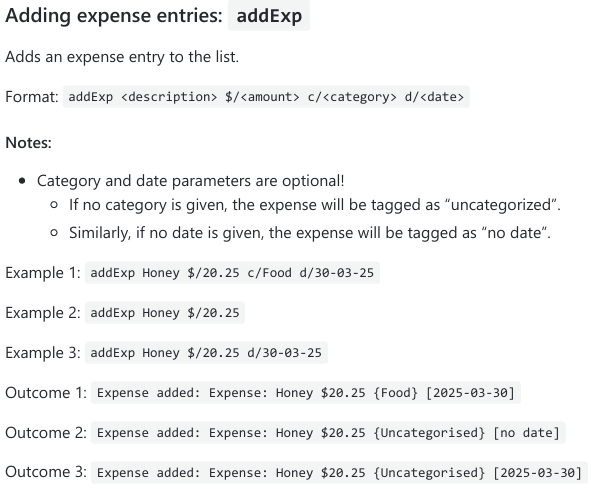 Adding expense entries: addExp
Adds an expense entry to the list.
Format: addExp <description> $/<amount> c/<category> d/<date>
Notes:
• Category and date parameters are optional!
◦ If no category is given, the expense will be tagged as “uncategorized”.
◦ Similarly, if no date is given, the expense will be tagged as “no date”.
Example 1: addExp Honey $/20.25 c/Food d/30-03-25
Example 2: addExp Honey $/20.25
Example 3: addExp Honey $/20.25 d/30-03-25
Outcome 1: Expense added: Expense: Honey $20.25 {Food} [2025-03-30]
Outcome 2: Expense added: Expense: Honey $20.25 {Uncategorised} [no date]
Outcome 3: Expense added: Expense: Honey $20.25 {Uncategorised} [2025-03-30]